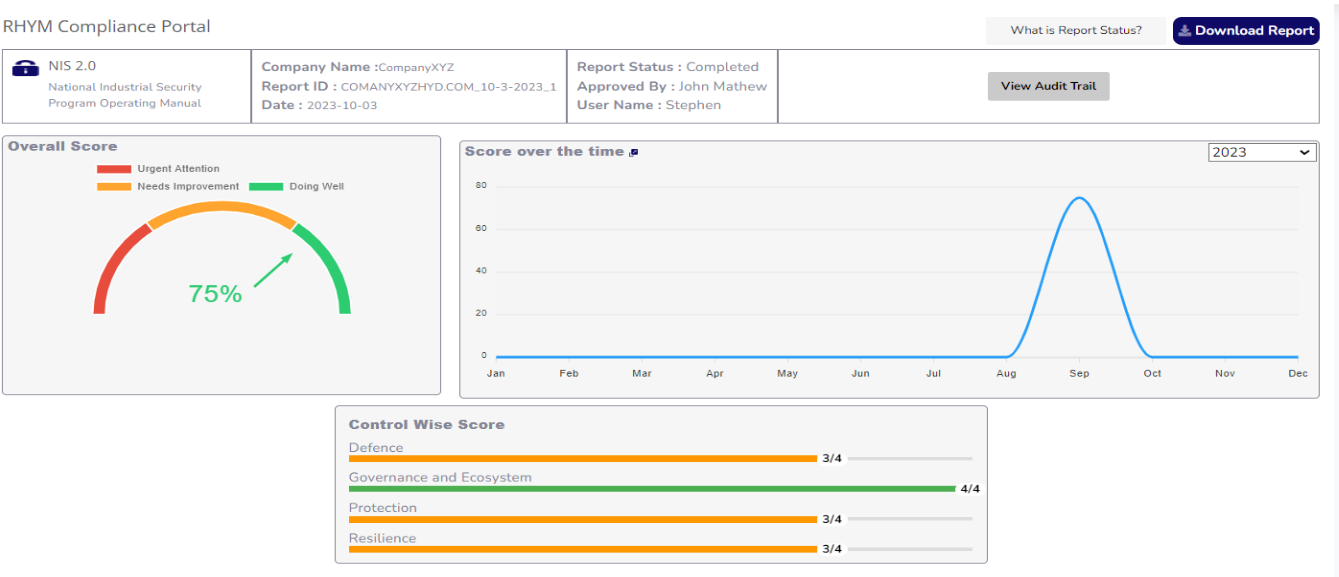 RHYM Compliance Portal
What is Report Status?
Download Report
NIS 2.0
National Industrial Security
Program Operating Manual
Company Name :CompanyXYZ
Report ID : COMANYXYZHYD.COM_10-3-2023_1
Date : 2023-10-03
Report Status : Completed
Approved By : John Mathew
User Name : Stephen
View Audit Trail
Overall Score
Urgent Attention
Needs Improvement Doing Well
75%
Score over the time
2023
80
60
40
20
0
Jan Feb Mar Apr May Jun Jul Aug Sep Oct Nov Dec
Control Wise Score
Defence
3/4
Governance and Ecosystem
4/4
Protection
3/4
Resilience
3/4